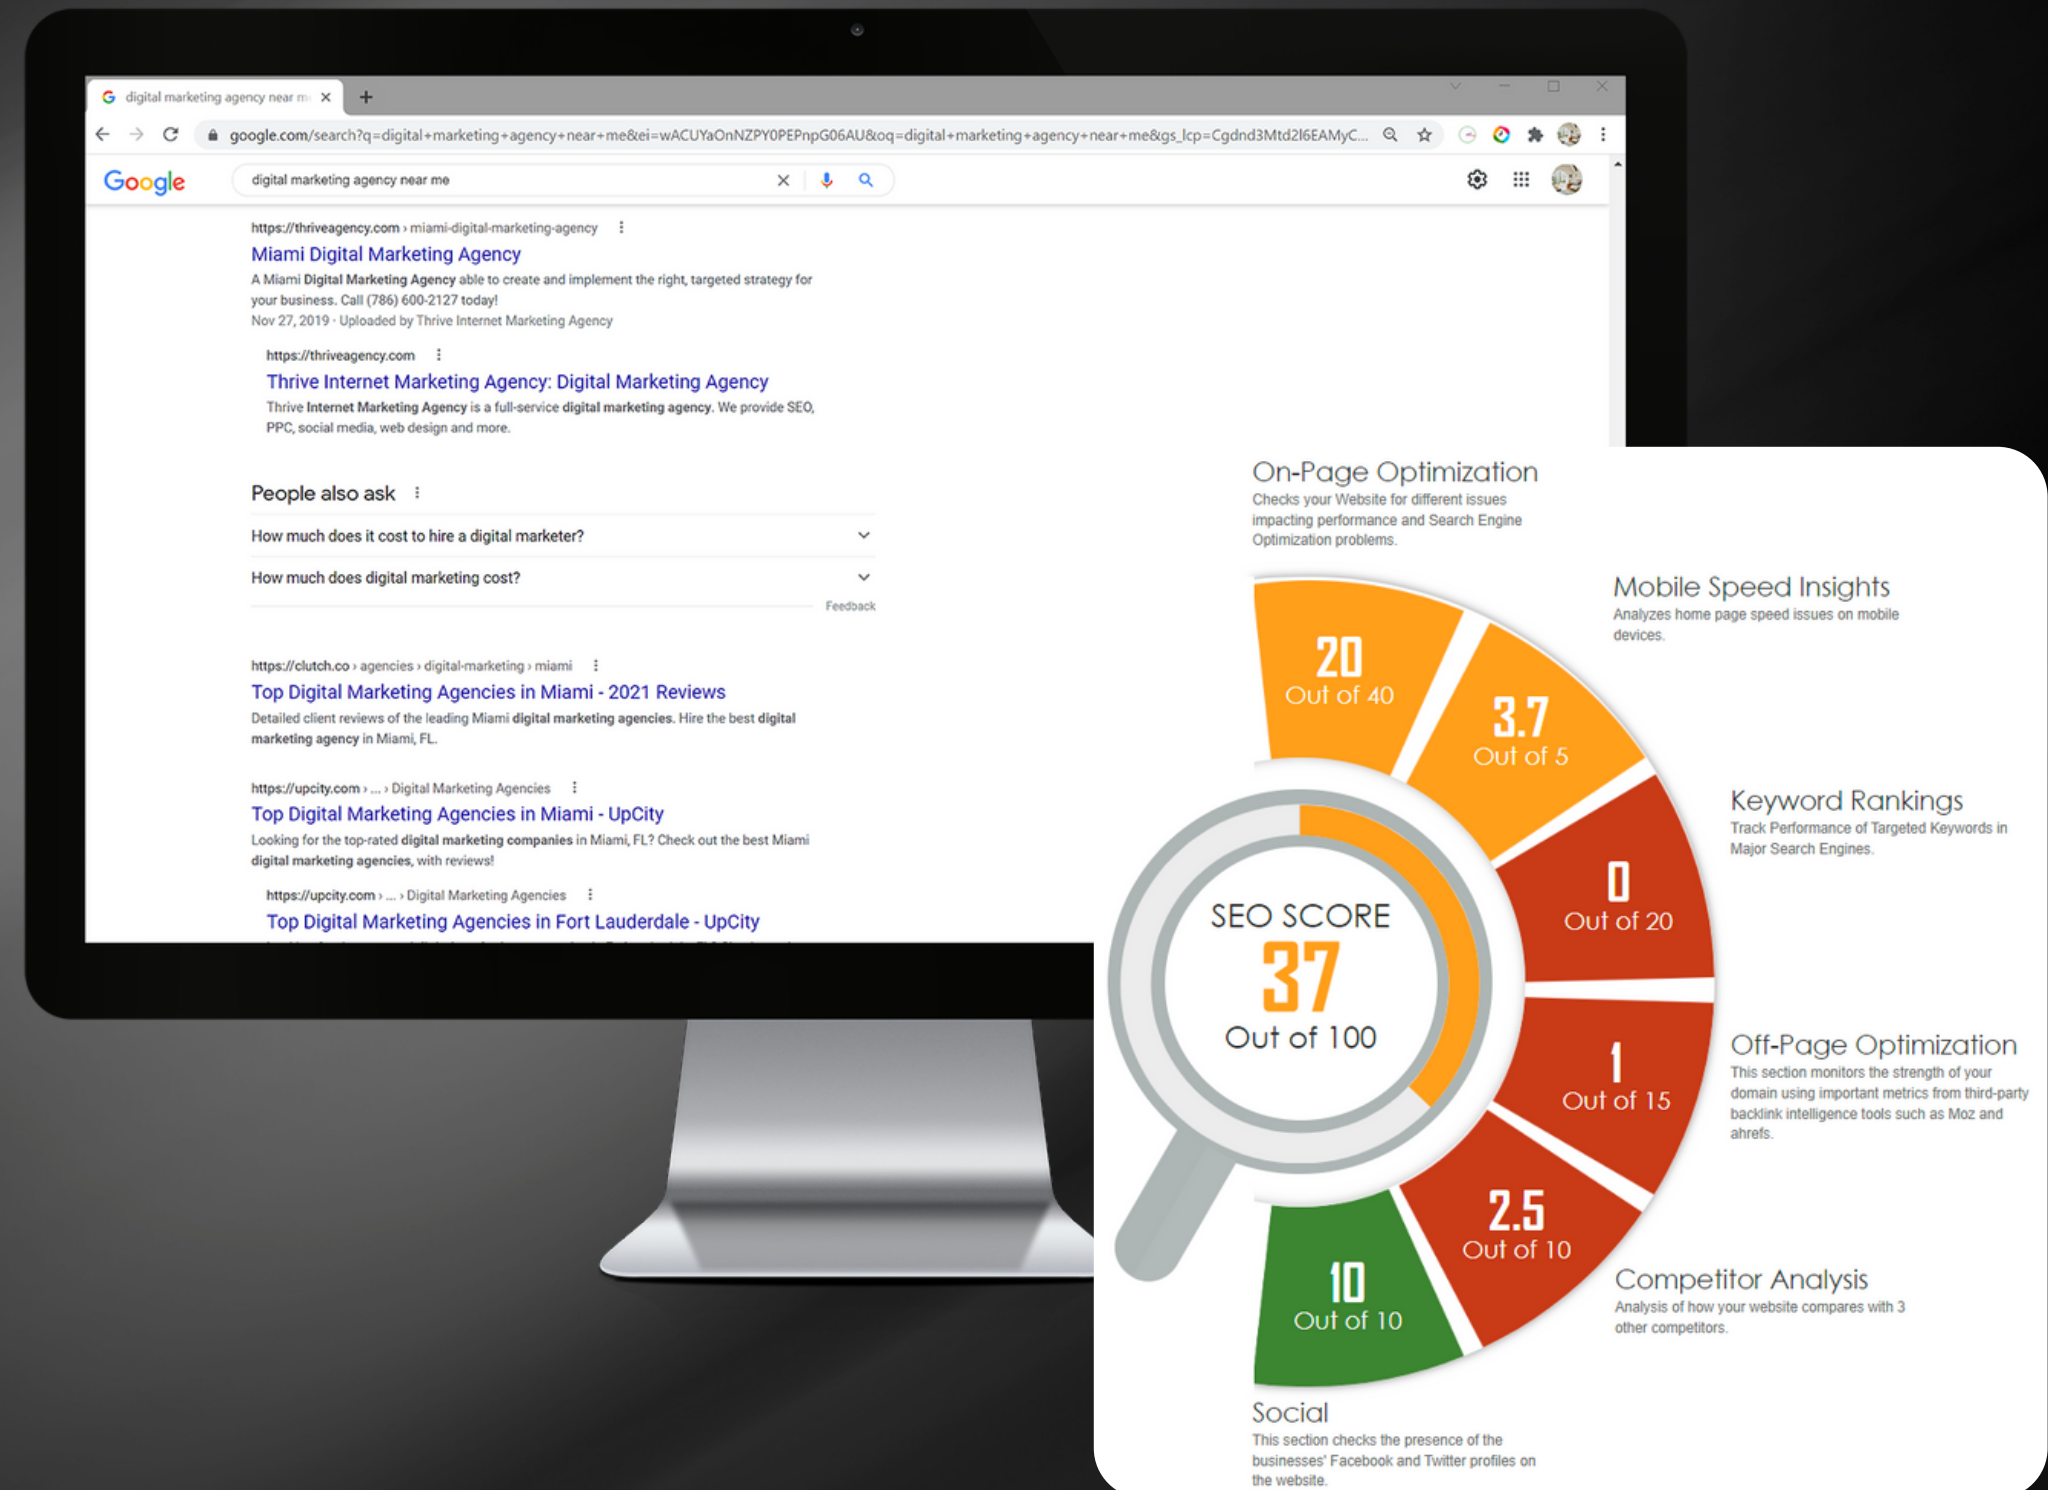 digital marketing agency near m
google.com/search?q=digital+marketing+agency+near+me&ei=wACUYaOnNZPY0PEPnpG06AU&oq=digital+marketing+agency+near+me&gs_lcp=Cgdnd3Mtd2l6EAMyC...
Google
digital marketing agency near me
https://thriveagency.com › miami-digital-marketing-agency
Miami Digital Marketing Agency
A Miami Digital Marketing Agency able to create and implement the right, targeted strategy for
your business. Call (786) 600-2127 today!
Nov 27, 2019 · Uploaded by Thrive Internet Marketing Agency
https://thriveagency.com
Thrive Internet Marketing Agency: Digital Marketing Agency
Thrive Internet Marketing Agency is a full-service digital marketing agency. We provide SEO,
PPC, social media, web design and more.
People also ask
How much does it cost to hire a digital marketer?
How much does digital marketing cost?
Feedback
https://clutch.co › agencies › digital-marketing › miami
Top Digital Marketing Agencies in Miami - 2021 Reviews
Detailed client reviews of the leading Miami digital marketing agencies. Hire the best digital
marketing agency in Miami, FL.
https://upcity.com › ... › Digital Marketing Agencies
Top Digital Marketing Agencies in Miami - UpCity
Looking for the top-rated digital marketing companies in Miami, FL? Check out the best Miami
digital marketing agencies, with reviews!
https://upcity.com › ... › Digital Marketing Agencies
Top Digital Marketing Agencies in Fort Lauderdale - UpCity
On-Page Optimization
Checks your Website for different issues
impacting performance and Search Engine
Optimization problems.
20
Out of 40
Mobile Speed Insights
Analyzes home page speed issues on mobile
devices.
3.7
Out of 5
Keyword Rankings
Track Performance of Targeted Keywords in
Major Search Engines.
0
Out of 20
SEO SCORE
37
Out of 100
Off-Page Optimization
This section monitors the strength of your
domain using important metrics from third-party
backlink intelligence tools such as Moz and
ahrefs.
1
Out of 15
2.5
Out of 10
Competitor Analysis
Analysis of how your website compares with 3
other competitors.
10
Out of 10
Social
This section checks the presence of the
businesses' Facebook and Twitter profiles on
the website.